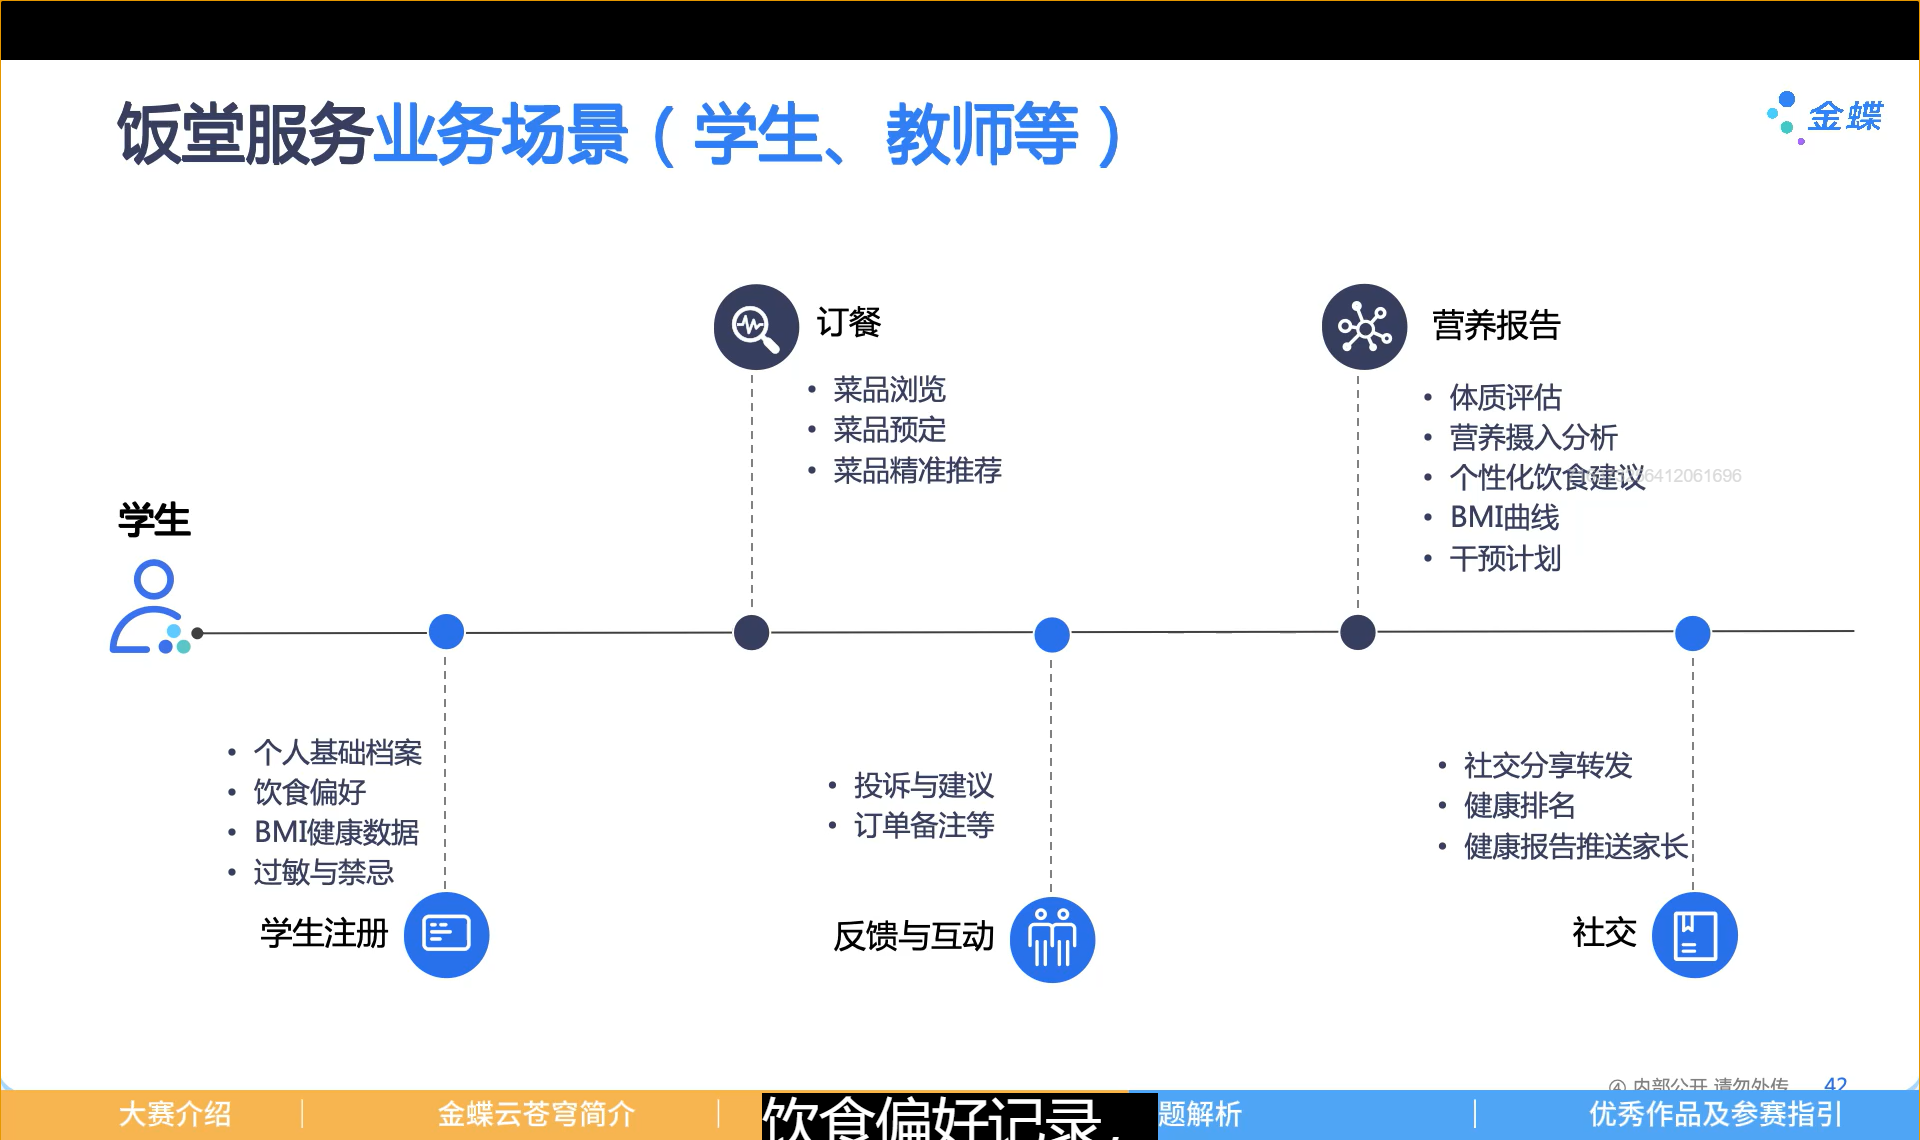 饭堂服务业务场景（学生、教师等）
金蝶
订餐
• 菜品浏览
• 菜品预定
• 菜品精准推荐
营养报告
• 体质评估
• 营养摄入分析
• 个性化饮食建议
6412061696
• BMI曲线
• 干预计划
学生
• 个人基础档案
• 饮食偏好
• BMI健康数据
• 过敏与禁忌
学生注册
• 投诉与建议
• 订单备注等
反馈与互动
• 社交分享转发
• 健康排名
• 健康报告推送家长
社交
④ 内部公开 请勿外传 42
大赛介绍 | 金蝶云苍穹简介 | 题解析 | 优秀作品及参赛指引
饮食偏好记录,